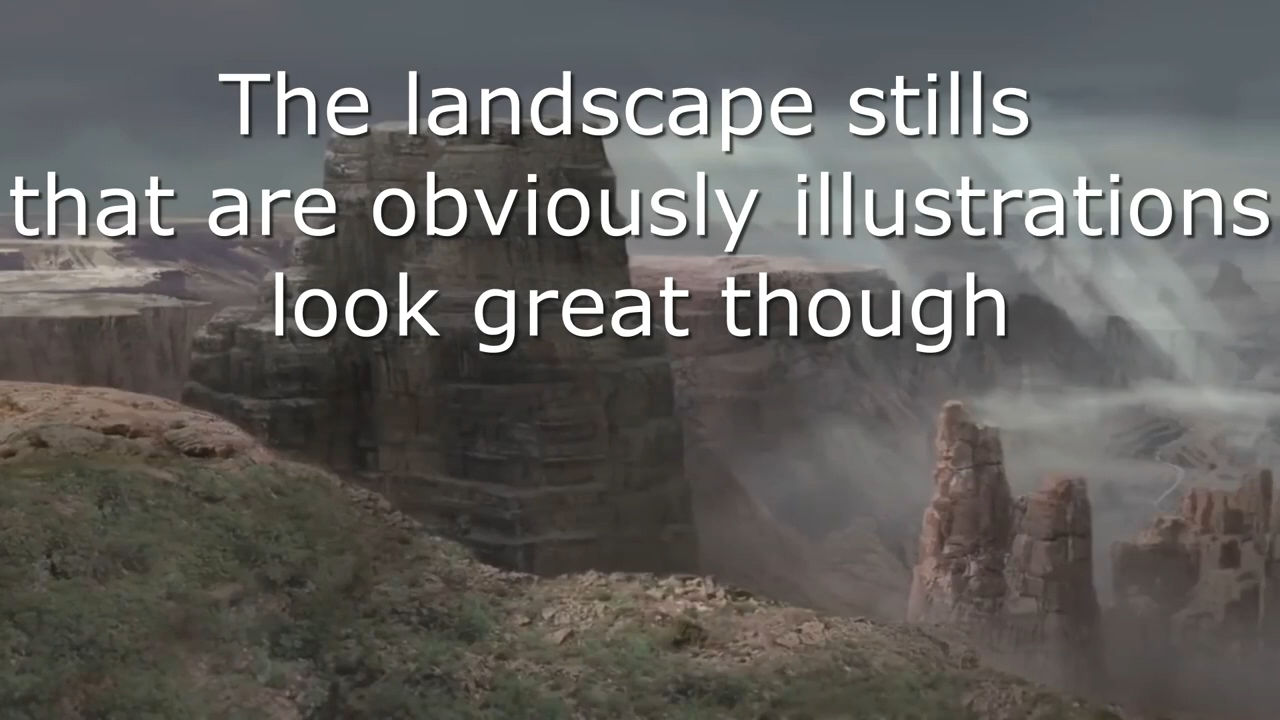 The landscape stills
that are obviously illustrations
look great though